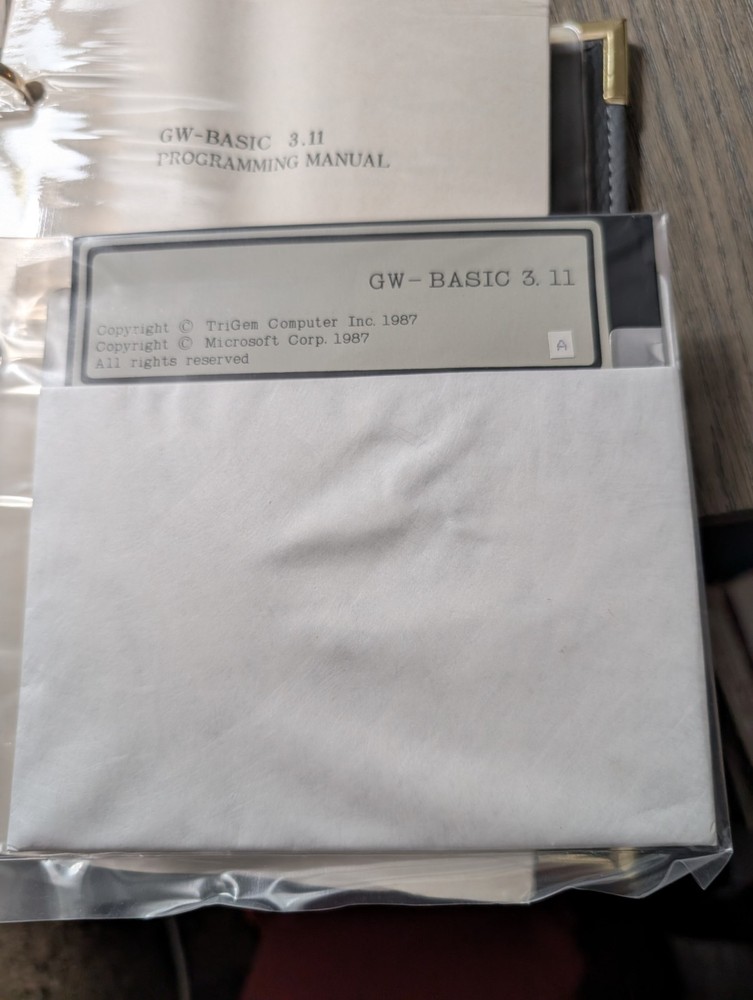 GW-BASIC 3.11
PROGRAMMING MANUAL
GW-BASIC 3.11
Copyright © TriGem Computer Inc. 1987
Copyright © Microsoft Corp. 1987
All rights reserved
A